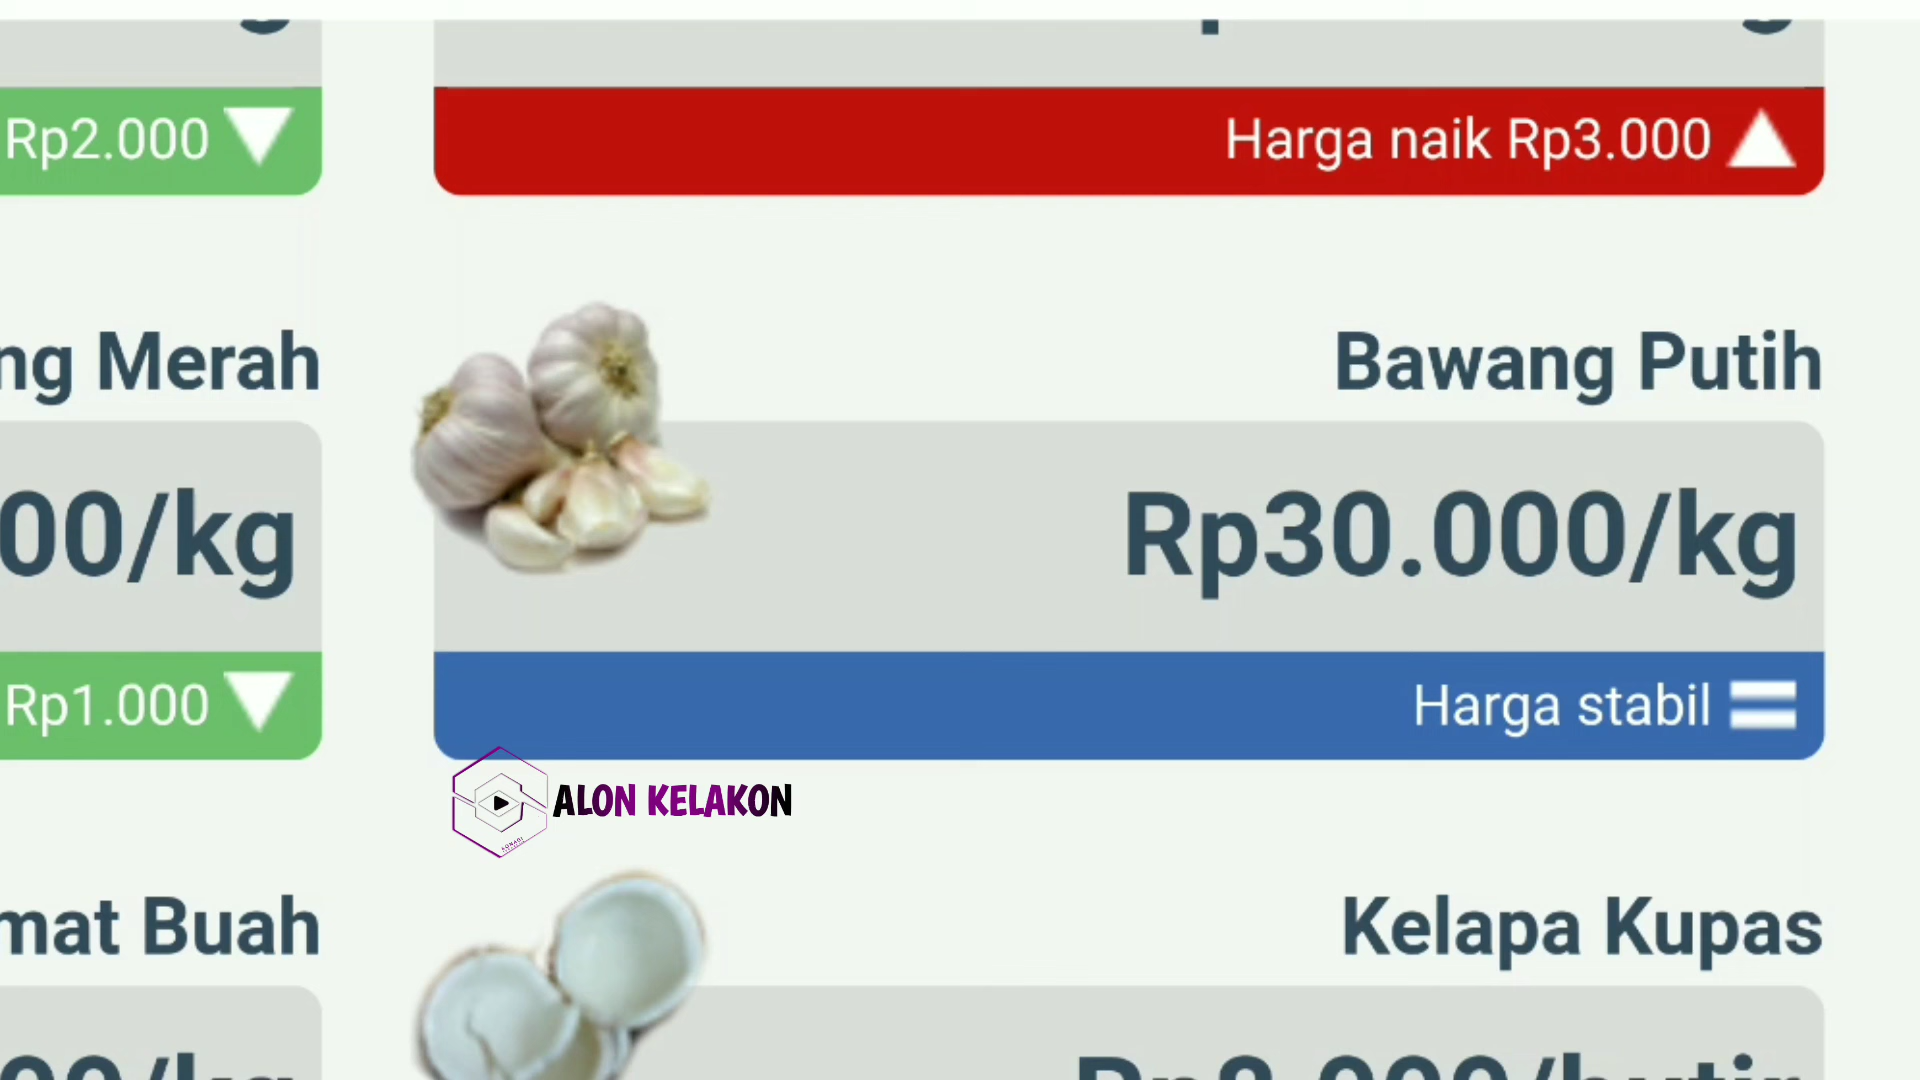 Rp2.000
Harga naik Rp3.000
ng Merah
Bawang Putih
00/kg
Rp30.000/kg
Rp1.000
Harga stabil
ALON KELAKON
mat Buah
Kelapa Kupas